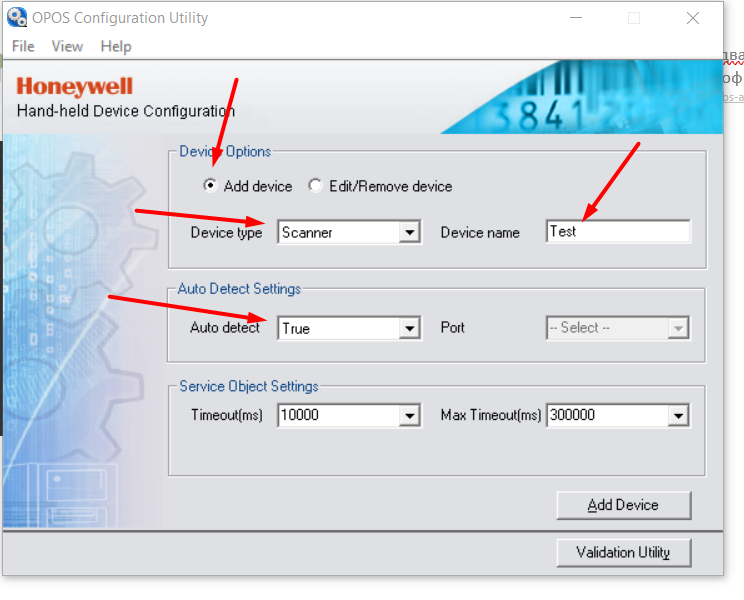 OPOS Configuration Utility
File View Help
Honeywell
Hand-held Device Configuration
3841
Device Options
Add device Edit/Remove device
Device type Scanner Device name Test
Auto Detect Settings
Auto detect True Port -- Select --
Service Object Settings
Timeout(ms) 10000 Max Timeout(ms) 300000
Add Device
Validation Utility
два
оф
os-a